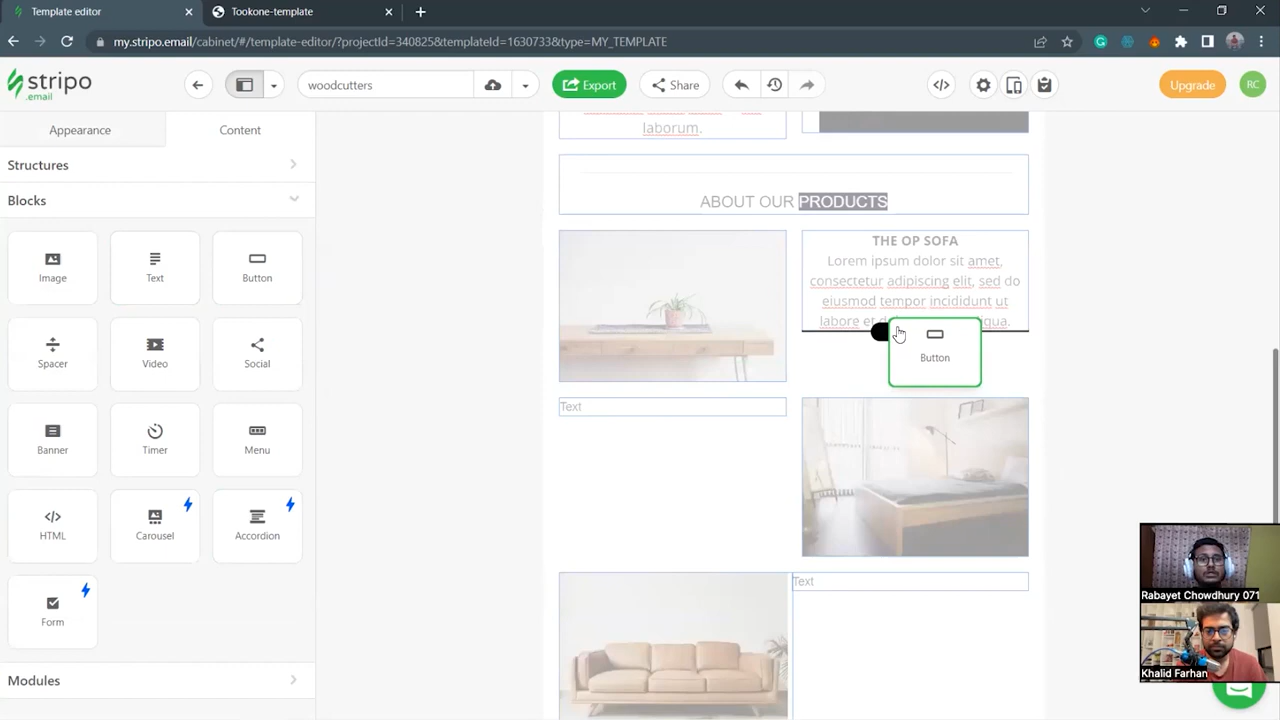 Template editor
Tookone-template
my.stripo.email/cabinet/#/template-editor/?projectId=340825&templateId=1630733&type=MY_TEMPLATE
stripo
.email
woodcutters
Export
Share
Upgrade
RC
Appearance
Content
Structures
Blocks
Image
Text
Button
Spacer
Video
Social
Banner
Timer
Menu
HTML
Carousel
Accordion
Form
Modules
laborum.
ABOUT OUR PRODUCTS
THE OP SOFA
Lorem ipsum dolor sit amet,
consectetur adipiscing elit, sed do
eiusmod tempor incididunt ut
labore et
Button
Text
Text
Rabayet Chowdhury 071
Khalid Farhan